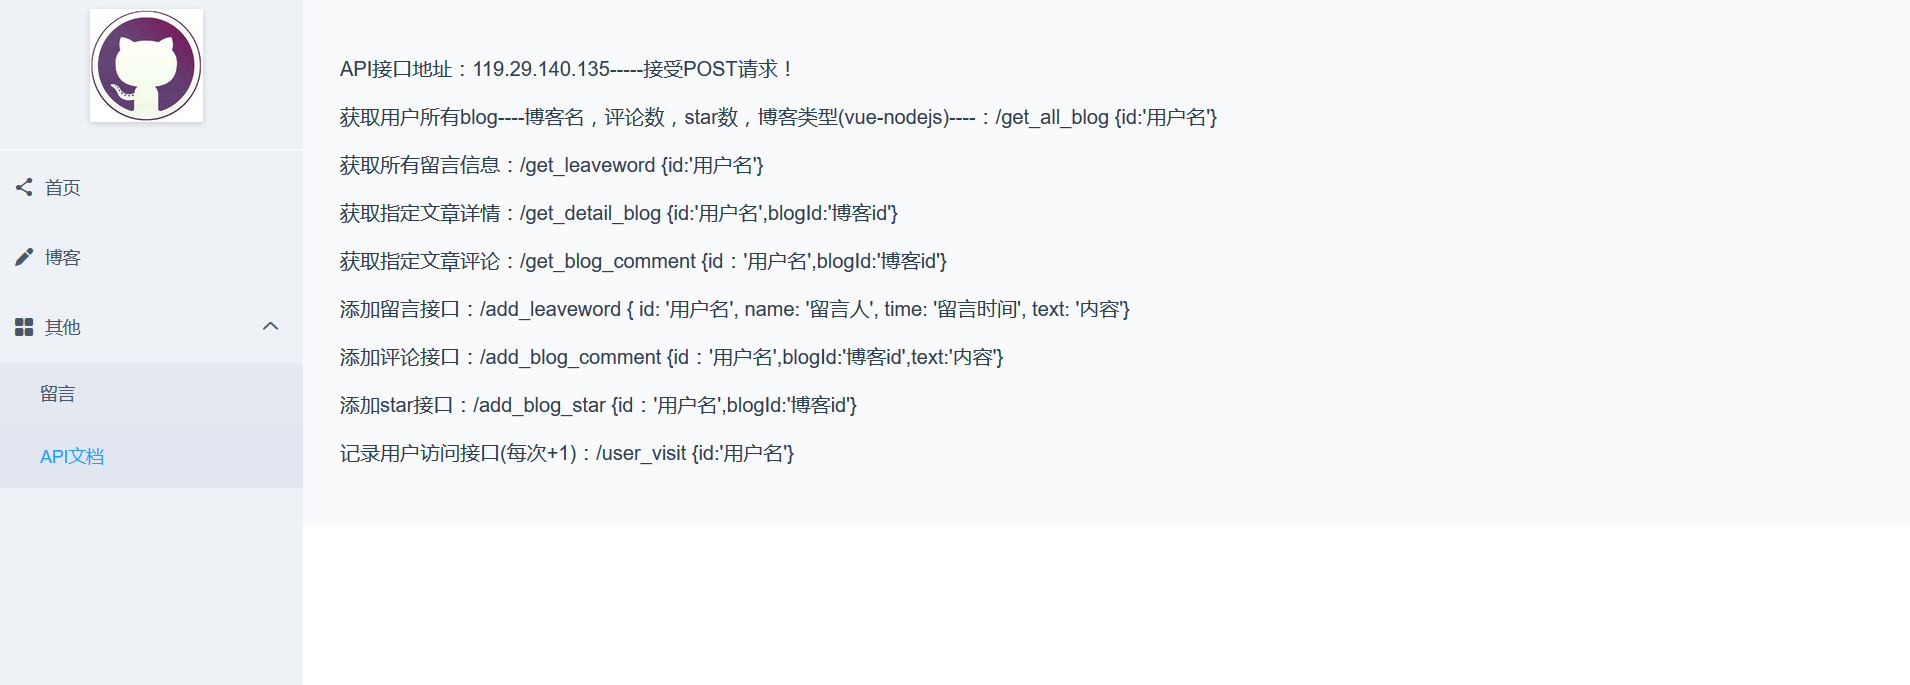 首页
博客
其他
留言
API文档
API接口地址：119.29.140.135-----接受POST请求！
获取用户所有blog----博客名，评论数，star数，博客类型(vue-nodejs)----：/get_all_blog {id:'用户名'}
获取所有留言信息：/get_leaveword {id:'用户名'}
获取指定文章详情：/get_detail_blog {id:'用户名',blogId:'博客id'}
获取指定文章评论：/get_blog_comment {id：'用户名',blogId:'博客id'}
添加留言接口：/add_leaveword { id: '用户名', name: '留言人', time: '留言时间', text: '内容'}
添加评论接口：/add_blog_comment {id：'用户名',blogId:'博客id',text:'内容'}
添加star接口：/add_blog_star {id：'用户名',blogId:'博客id'}
记录用户访问接口(每次+1)：/user_visit {id:'用户名'}